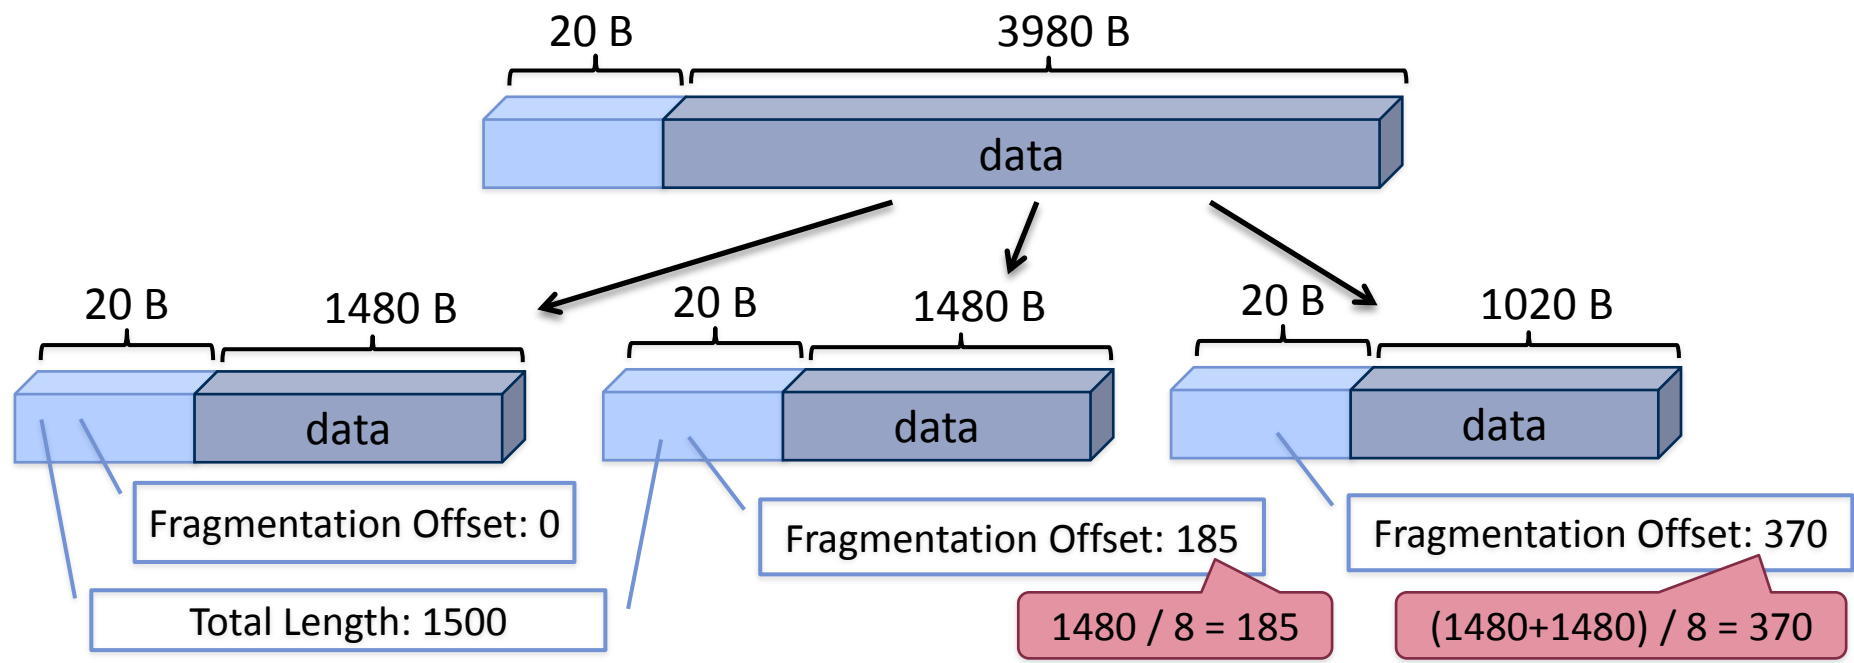 20 B
3980 B
data
20 B
1480 B
20 B
1480 B
20 B
1020 B
data
data
data
Fragmentation Offset: 0
Fragmentation Offset: 185
Fragmentation Offset: 370
Total Length: 1500
1480 / 8 = 185
(1480+1480) / 8 = 370